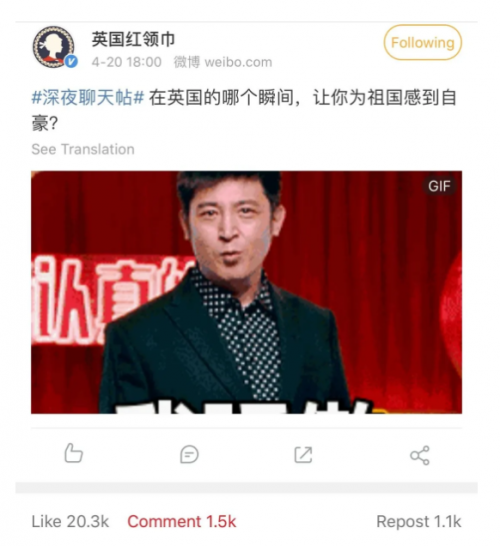 英国红领巾
Following
4-20 18:00 微博 weibo.com
#深夜聊天帖# 在英国的哪个瞬间，让你为祖国感到自
豪？
See Translation
GIF
认真
Like 20.3k Comment 1.5k Repost 1.1k